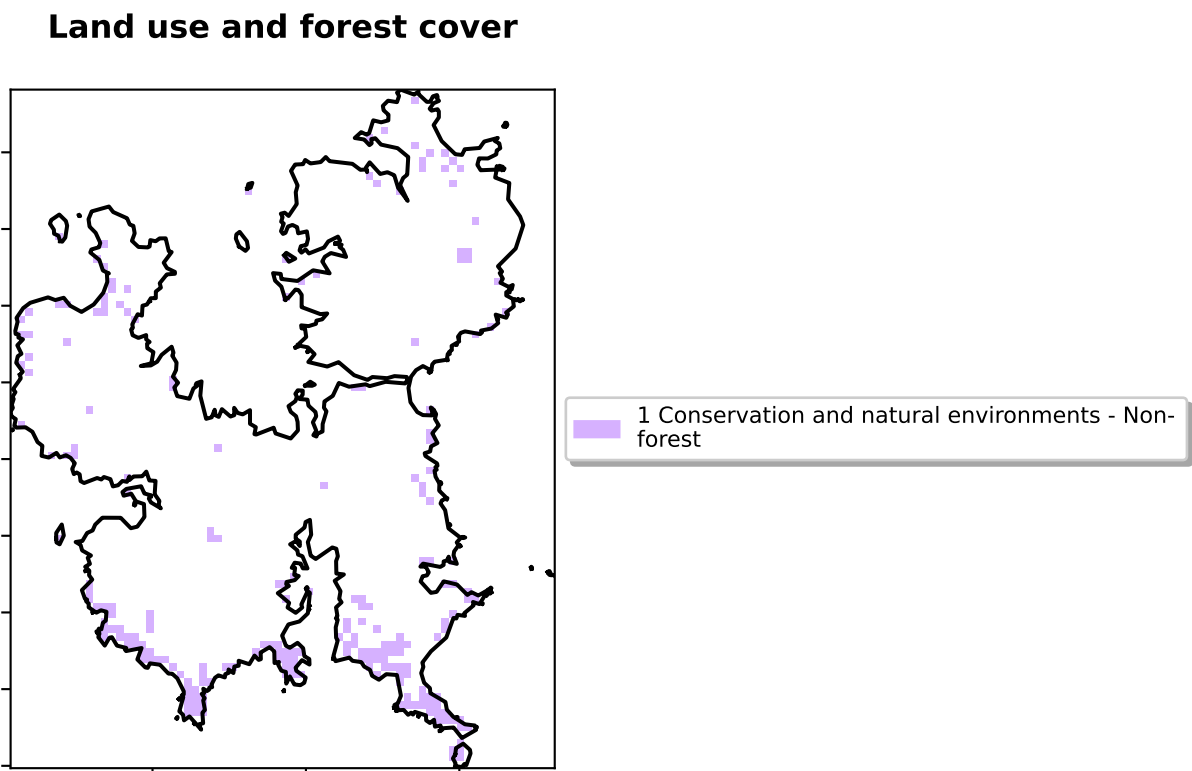 Land use and forest cover
1 Conservation and natural environments - Non-
forest